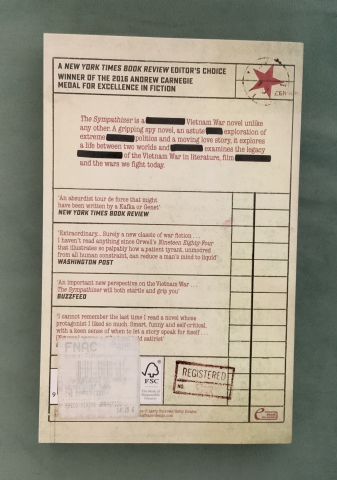 A NEW YORK TIMES BOOK REVIEW EDITOR'S CHOICE
WINNER OF THE 2016 ANDREW CARNEGIE
MEDAL FOR EXCELLENCE IN FICTION
The Sympathizer is a Vietnam War novel unlike
any other. A gripping spy novel, an astute exploration of
extreme politics and a moving love story, it explores
a life between two worlds and examines the legacy
of the Vietnam War in literature, film
and the wars we fight today.
'An absurdist tour de force that might
have been written by a Kafka or Genet'
NEW YORK TIMES BOOK REVIEW
'Extraordinary... Surely a new classic of war fiction . . .
I haven't read anything since Orwell's Nineteen Eighty-Four
that illustrates so palpably how a patient tyrant, unmoored
from all human constraint, can reduce a man's mind to liquid'
WASHINGTON POST
'An important new perspective on the Vietnam War . . .
The Sympathizer will both startle and grip you'
BUZZFEED
'I cannot remember the last time I read a novel whose
protagonist I liked so much. Smart, funny and self-critical,
with a keen sense of when to let a story speak for itself . . .
satirist'
FNAC
FSC
REGISTERED
NO.